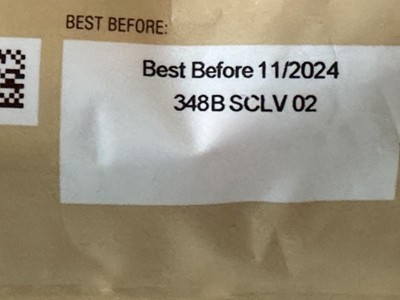 BEST BEFORE:
Best Before 11/2024
348B SCLV 02